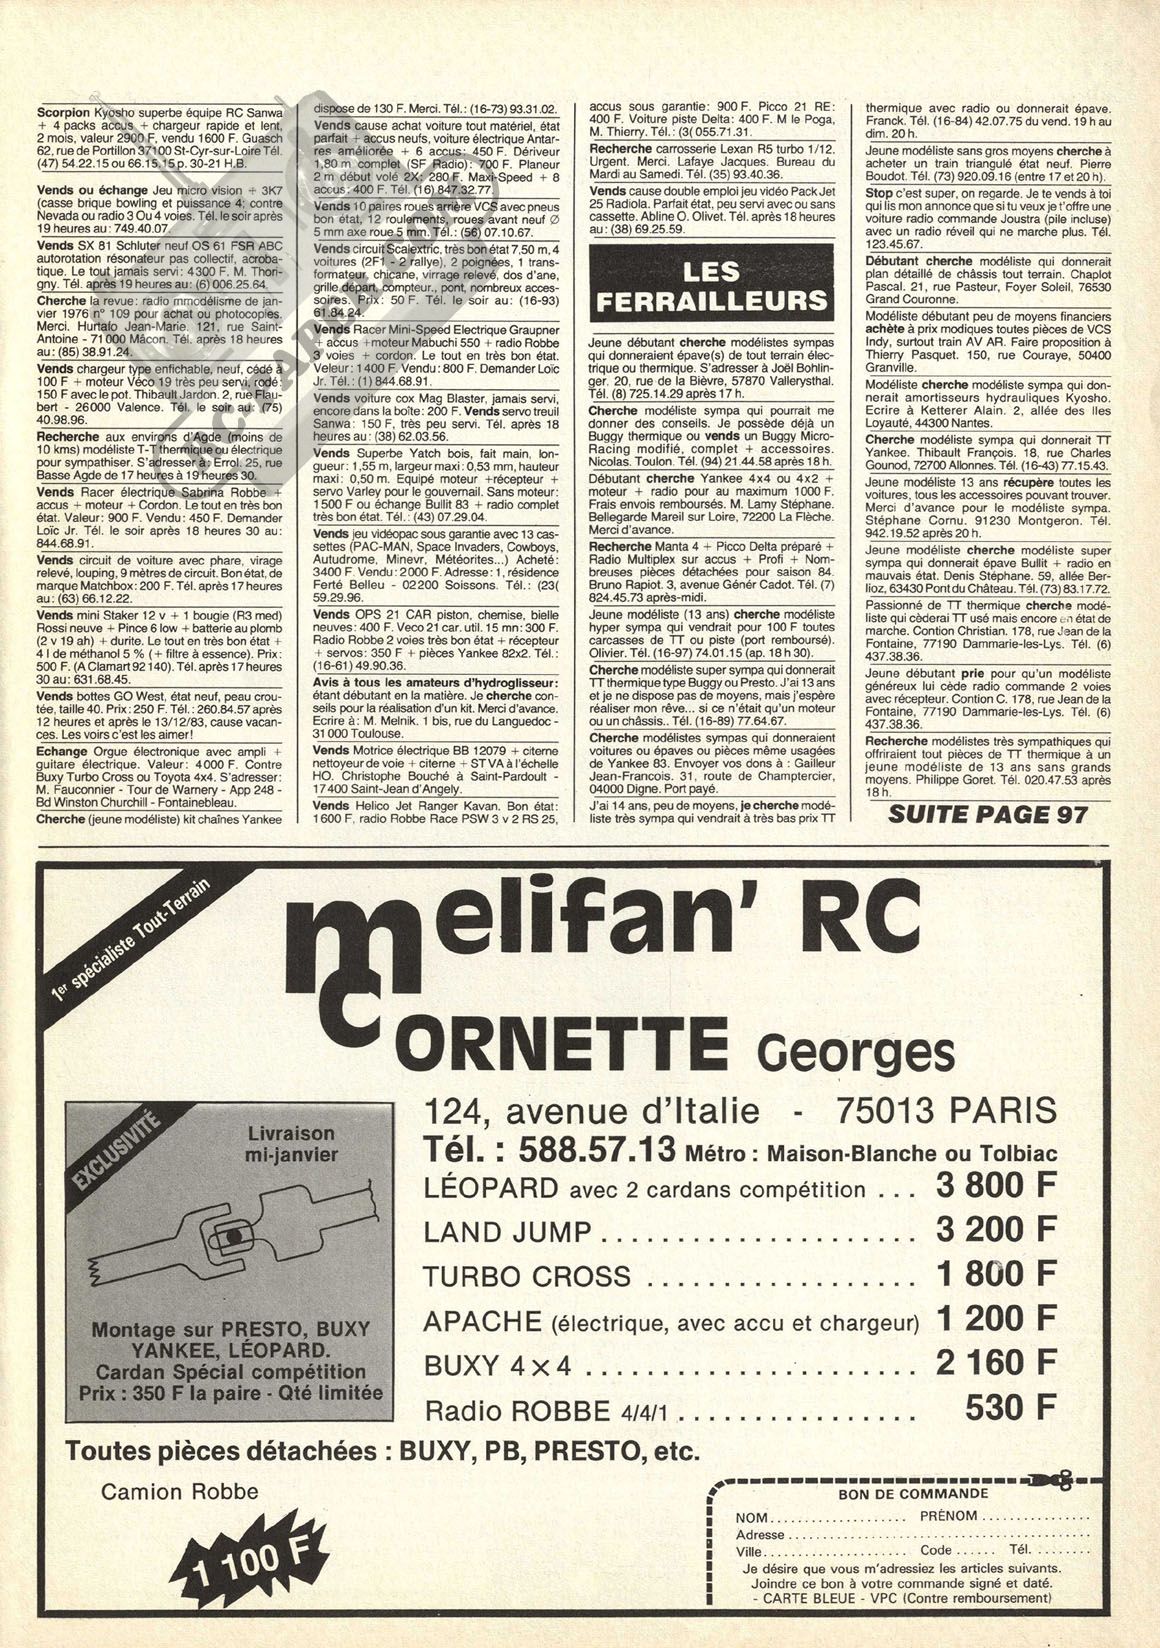 Scorpion Kyosho superbe équipe RC Sanwa
+ 4 packs accus + chargeur rapide et lent,
2 mois, valeur 2900 F, vendu 1600 F. Guasch
62, rue de Portillon 37100 St-Cyr-sur-Loire Tél.
(47) 54.22.15 ou 66.15.15 p. 30-21 H.B.
Vends ou échange Jeu micro vision + 3K7
(casse brique bowling et puissance 4; contre
Nevada ou radio 3 Ou 4 voies. Tél. le soir après
19 heures au: 749.40.07.
Vends SX 81 Schluter neuf OS 61 FSR ABC
autorotation résonateur pas collectif, acroba-
tique. Le tout jamais servi: 4300 F. M. Thori-
gny. Tél. après 19 heures au: (6) 006.25.64.
Cherche la revue: radio mmodélisme de jan-
vier 1976 n° 109 pour achat ou photocopies.
Merci. Hurtalo Jean-Marie. 121, rue Saint-
Antoine - 71000 Mâcon. Tél. après 18 heures
au: (85) 38.91.24.
Vends chargeur type enfichable, neuf, cédé à
100 F + moteur Véco 19 très peu servi, rodé!
150 F avec le pot. Thibault Jardon. 2, rue Flau-
bert - 26000 Valence. Tél. le soir au: (75)
40.98.96.
Recherche aux environs d'Agde (moins de
10 kms) modéliste T-T thermique ou électrique
pour sympathiser. S'adresser à: Errol. 25, rue
Basse Agde de 17 heures à 19 heures 30.
Vends Racer électrique Sabrina Robbe +
accus + moteur + Cordon. Le tout en très bon
état. Valeur: 900 F. Vendu: 450 F. Demander
Loïc Jr. Tél. le soir après 18 heures 30 au:
844.68.91.
Vends circuit de voiture avec phare, virage
relevé, louping, 9 mètres de circuit. Bon état, de
marque Matchbox: 200 F. Tél. après 17 heures
au: (63) 66.12.22.
Vends mini Staker 12 v + 1 bougie (R3 med)
Rossi neuve + Pince 6 low + batterie au plomb
(2 v 19 ah) + durite. Le tout en très bon état +
4 l de méthanol 5 % (+ filtre à essence). Prix:
500 F. (A Clamart 92140). Tél. après 17 heures
30 au: 631.68.45.
Vends bottes GO West, état neuf, peau crou-
tée, taille 40. Prix: 250 F. Tél.: 260.84.57 après
12 heures et après le 13/12/83, cause vacan-
ces. Les voirs c'est les aimer!
Echange Orgue électronique avec ampli +
guitare électrique. Valeur: 4000 F. Contre
Buxy Turbo Cross ou Toyota 4x4. S'adresser:
M. Fauconnier - Tour de Warnery - App 248 -
Bd Winston Churchill - Fontainebleau.
Cherche (jeune modéliste) kit chaînes Yankee
dispose de 130 F. Merci. Tél.: (16-73) 93.31.02.
Vends cause achat voiture tout matériel, état
parfait + accus neufs, voiture électrique Antar-
res améliorée + 6 accus: 450 F. Dériveur
1,80 m complet (SF Radio): 700 F. Planeur
2 m début volé 2X: 280 F. Maxi-Speed + 8
accus: 400 F. Tél. (16) 847.32.77.
Vends 10 paires roues arrière VCS avec pneus
bon état, 12 roulements, roues avant neuf Ø
5 mm axe roue 5 mm. Tél.: (56) 07.10.67.
Vends circuit Scalextric, très bon état 7,50 m, 4
voitures (2F1 - 2 rallye), 2 poignées, 1 trans-
formateur, chicane, virrage relevé, dos d'ane,
grille départ, compteur., pont, nombreux acces-
soires. Prix: 50 F. Tél. le soir au: (16-93)
61.84.24.
Vends Racer Mini-Speed Electrique Graupner
+ accus +moteur Mabuchi 550 + radio Robbe
3 voies + cordon. Le tout en très bon état.
Valeur: 1400 F. Vendu: 800 F. Demander Loïc
Jr. Tél.: (1) 844.68.91.
Vends voiture cox Mag Blaster, jamais servi,
encore dans la boîte: 200 F. Vends servo treuil
Sanwa: 150 F, très peu servi. Tél. après 18
heures au: (38) 62.03.56.
Vends Superbe Yatch bois, fait main, lon-
gueur: 1,55 m, largeur maxi: 0,53 mm, hauteur
maxi: 0,50 m. Equipé moteur +récepteur +
servo Varley pour le gouvernail. Sans moteur:
1500 F ou échange Bullit 83 + radio complet
très bon état. Tél.: (43) 07.29.04.
Vends jeu vidéopac sous garantie avec 13 cas-
settes (PAC-MAN, Space Invaders, Cowboys,
Autudrome, Minevr, Météorites...) Acheté:
3400 F. Vendu: 2000 F. Adresse: 1, résidence
Ferté Belleu - 02200 Soissons. Tél.: (23(
59.29.96.
Vends OPS 21 CAR piston, chemise, bielle
neuves: 400 F. Veco 21 car. util. 15 mn: 300 F.
Radio Robbe 2 voies très bon état + récepteur
+ servos: 350 F + pièces Yankee 82x2. Tél.:
(16-61) 49.90.36.
Avis à tous les amateurs d'hydroglisseur:
étant débutant en la matière. Je cherche con-
seils pour la réalisation d'un kit. Merci d'avance.
Ecrire à: M. Melnik. 1 bis, rue du Languedoc -
31000 Toulouse.
Vends Motrice électrique BB 12079 + citerne
nettoyeur de voie + citerne + ST VA à l'échelle
HO. Christophe Bouché à Saint-Pardoult -
17400 Saint-Jean d'Angely.
Vends Helico Jet Ranger Kavan. Bon état:
1600 F, radio Robbe Race PSW 3 v 2 RS 25,
accus sous garantie: 900 F. Picco 21 RE:
400 F. Voiture piste Delta: 400 F. M le Poga,
M. Thierry. Tél.: (3( 055.71.31.
Recherche carrosserie Lexan R5 turbo 1/12.
Urgent. Merci. Lafaye Jacques. Bureau du
Mardi au Samedi. Tél.: (35) 93.40.36.
Vends cause double emploi jeu vidéo Pack Jet
25 Radiola. Parfait état, peu servi avec ou sans
cassette. Abline O. Olivet. Tél. après 18 heures
au: (38) 69.25.59.
LES
FERRAILLEURS
Jeune débutant cherche modélistes sympas
qui donneraient épave(s) de tout terrain élec-
trique ou thermique. S'adresser à Joël Bohlin-
ger. 20, rue de la Bièvre, 57870 Vallerysthal.
Tél. (8) 725.14.29 après 17 h.
Cherche modéliste sympa qui pourrait me
donner des conseils. Je possède déjà un
Buggy thermique ou vends un Buggy Micro-
Racing modifié, complet + accessoires.
Nicolas. Toulon. Tél. (94) 21.44.58 après 18 h.
Débutant cherche Yankee 4x4 ou 4x2 +
moteur + radio pour au maximum 1000 F.
Frais envois remboursés. M. Lamy Stéphane.
Bellegarde Mareil sur Loire, 72200 La Flèche.
Merci d'avance.
Recherche Manta 4 + Picco Delta préparé +
Radio Multiplex sur accus + Profi + Nom-
breuses pièces détachées pour saison 84.
Bruno Rapiot. 3, avenue Génér Cadot. Tél. (7)
824.45.73 après-midi.
Jeune modéliste (13 ans) cherche modéliste
hyper sympa qui vendrait pour 100 F toutes
carcasses de TT ou piste (port remboursé).
Olivier. Tél. (16-97) 74.01.15 (ap. 18 h 30).
Cherche modéliste super sympa qui donnerait
TT thermique type Buggy ou Presto. J'ai 13 ans
et je ne dispose pas de moyens, mais j'espère
réaliser mon rêve... si ce n'était qu'un moteur
ou un châssis.. Tél. (16-89) 77.64.67.
Cherche modélistes sympas qui donneraient
voitures ou épaves ou pièces même usagées
de Yankee 83. Envoyer vos dons à : Gailleur
Jean-Francois. 31, route de Champtercier,
04000 Digne. Port payé.
J'ai 14 ans, peu de moyens, je cherche modé-
liste très sympa qui vendrait à très bas prix TT
thermique avec radio ou donnerait épave.
Franck. Tél. (16-84) 42.07.75 du vend. 19 h au
dim. 20 h.
Jeune modéliste sans gros moyens cherche à
acheter un train triangulé état neuf. Pierre
Boudot. Tél. (73) 920.09.16 (entre 17 et 20 h).
Stop c'est super, on regarde. Je te vends à toi
qui lis mon annonce que si tu veux je t'offre une
voiture radio commande Joustra (pile incluse)
avec un radio réveil qui ne marche plus. Tél.
123.45.67.
Débutant cherche modéliste qui donnerait
plan détaillé de châssis tout terrain. Chaplot
Pascal. 21, rue Pasteur, Foyer Soleil, 76530
Grand Couronne.
Modéliste débutant peu de moyens financiers
achète à prix modiques toutes pièces de VCS
Indy, surtout train AV AR. Faire proposition à
Thierry Pasquet. 150, rue Couraye, 50400
Granville.
Modéliste cherche modéliste sympa qui don-
nerait amortisseurs hydrauliques Kyosho.
Ecrire à Ketterer Alain. 2, allée des Iles
Loyauté, 44300 Nantes.
Cherche modéliste sympa qui donnerait TT
Yankee. Thibault François. 18, rue Charles
Gounod, 72700 Allonnes. Tél. (16-43) 77.15.43.
Jeune modéliste 13 ans récupère toutes les
voitures, tous les accessoires pouvant trouver.
Merci d'avance pour le modéliste sympa.
Stéphane Cornu. 91230 Montgeron. Tél.
942.19.52 après 20 h.
Jeune modéliste cherche modéliste super
sympa qui donnerait épave Bullit + radio en
mauvais état. Denis Stéphane. 59, allée Ber-
lioz, 63430 Pont du Château. Tél. (73) 83.17.72.
Passionné de TT thermique cherche modé-
liste qui cèderai TT usé mais encore en état de
marche. Contion Christian. 178, rue Jean de la
Fontaine, 77190 Dammarie-les-Lys. Tél. (6)
437.38.36.
Jeune débutant prie pour qu'un modéliste
généreux lui cède radio commande 2 voies
avec récepteur. Contion C. 178, rue Jean de la
Fontaine, 77190 Dammarie-les-Lys. Tél. (6)
437.38.36.
Recherche modélistes très sympathiques qui
offriraient tout pièces de TT thermique à un
jeune modéliste de 13 ans sans grands
moyens. Philippe Goret. Tél. 020.47.53 après
18 h.
SUITE PAGE 97
RC-PAPER.COM
1er spécialiste Tout-Terrain
melifan' RC
CORNETTE Georges
124, avenue d'Italie - 75013 PARIS
Tél. : 588.57.13 Métro : Maison-Blanche ou Tolbiac
EXCLUSIVITÉ
Livraison
mi-janvier
Montage sur PRESTO, BUXY
YANKEE, LÉOPARD.
Cardan Spécial compétition
Prix : 350 F la paire - Qté limitée
LÉOPARD avec 2 cardans compétition ... 3 800 F
LAND JUMP .................... 3 200 F
TURBO CROSS ................. 1 800 F
APACHE (électrique, avec accu et chargeur) 1 200 F
BUXY 4×4 ..................... 2 160 F
Radio ROBBE 4/4/1 ............... 530 F
Toutes pièces détachées : BUXY, PB, PRESTO, etc.
Camion Robbe
1 100 F
BON DE COMMANDE
NOM................... PRÉNOM ...............
Adresse ..........................................
Ville..................... Code ...... Tél. .........
Je désire que vous m'adressiez les articles suivants.
Joindre ce bon à votre commande signé et daté.
- CARTE BLEUE - VPC (Contre remboursement)